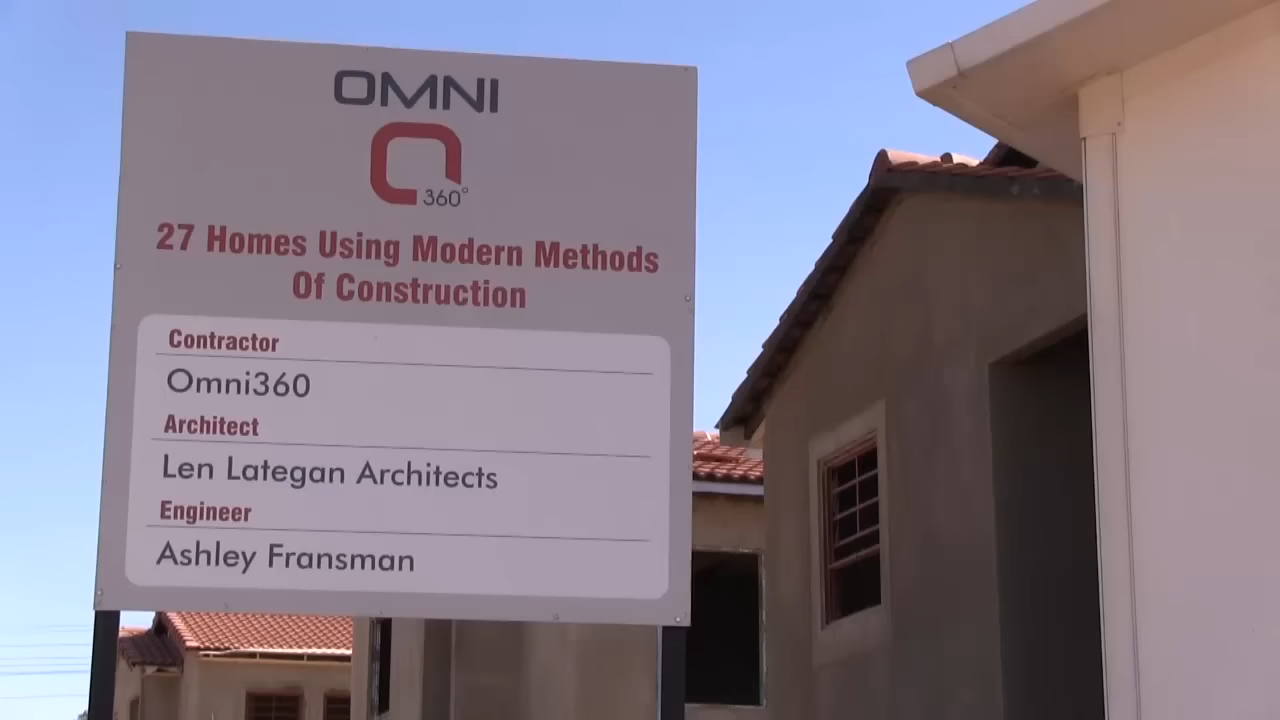 OMNI
360°
27 Homes Using Modern Methods
Of Construction
Contractor
Omni360
Architect
Len Lategan Architects
Engineer
Ashley Fransman